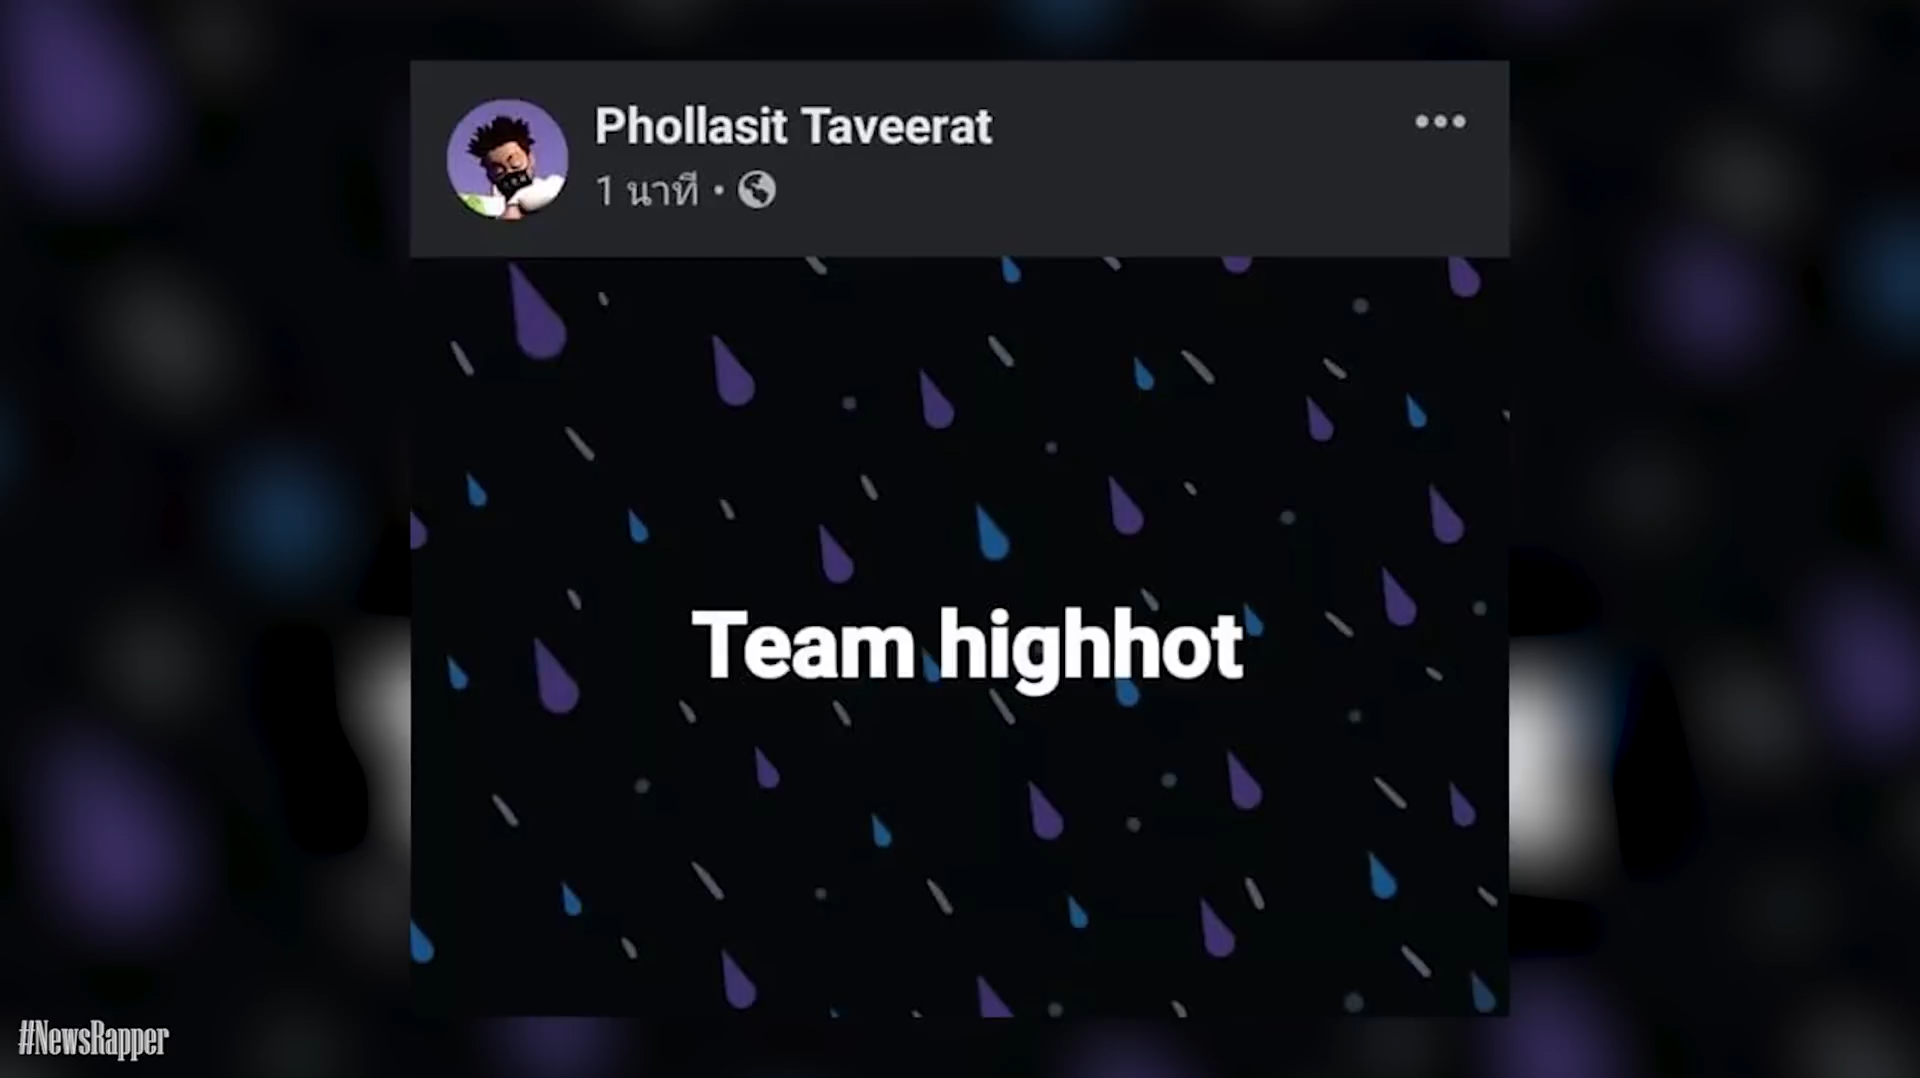 Phollasit Taveerat
1 นาที ·
Team highhot
#NewsRapper